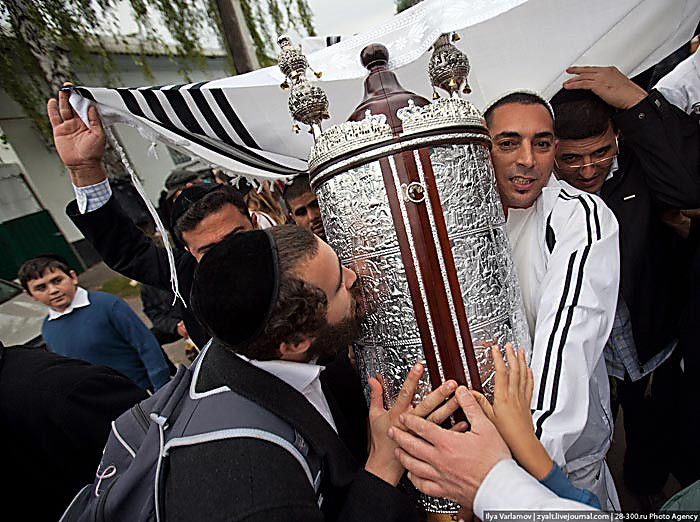 Ilya Varlamov | zyalt.livejournal.com | 28-300.ru Photo Agency